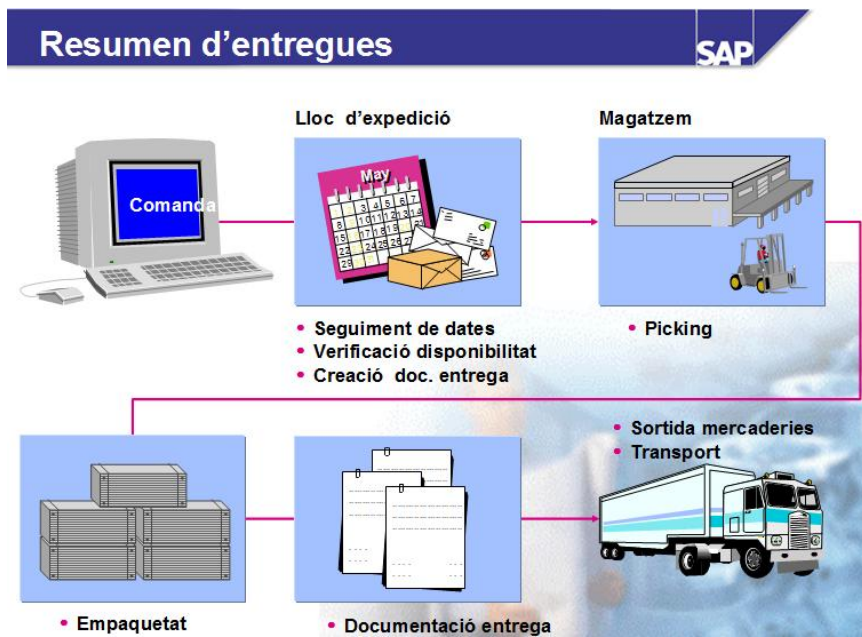 Resumen d'entregues
SAP
Lloc d'expedició
Magatzem
Comanda
May
• Seguiment de dates
• Verificació disponibilitat
• Creació doc. entrega
• Picking
• Sortida mercaderies
• Transport
• Empaquetat
• Documentació entrega